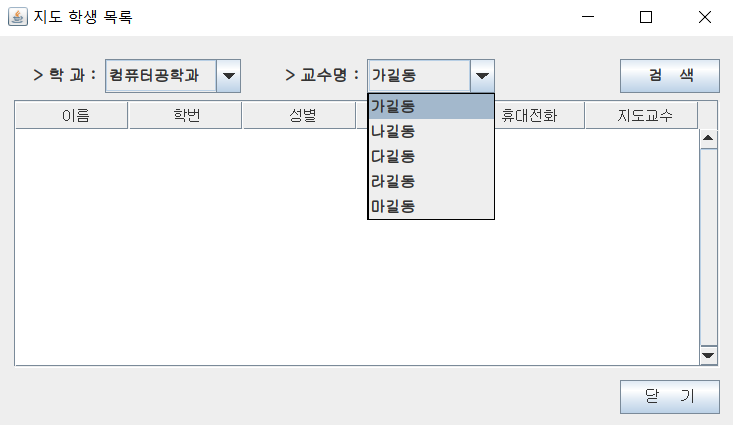 지도 학생 목록
> 학 과 : 컴퓨터공학과 > 교수명 : 가길동 검 색
이름 학번 성별 휴대전화 지도교수
가길동
나길동
다길동
라길동
마길동
닫 기